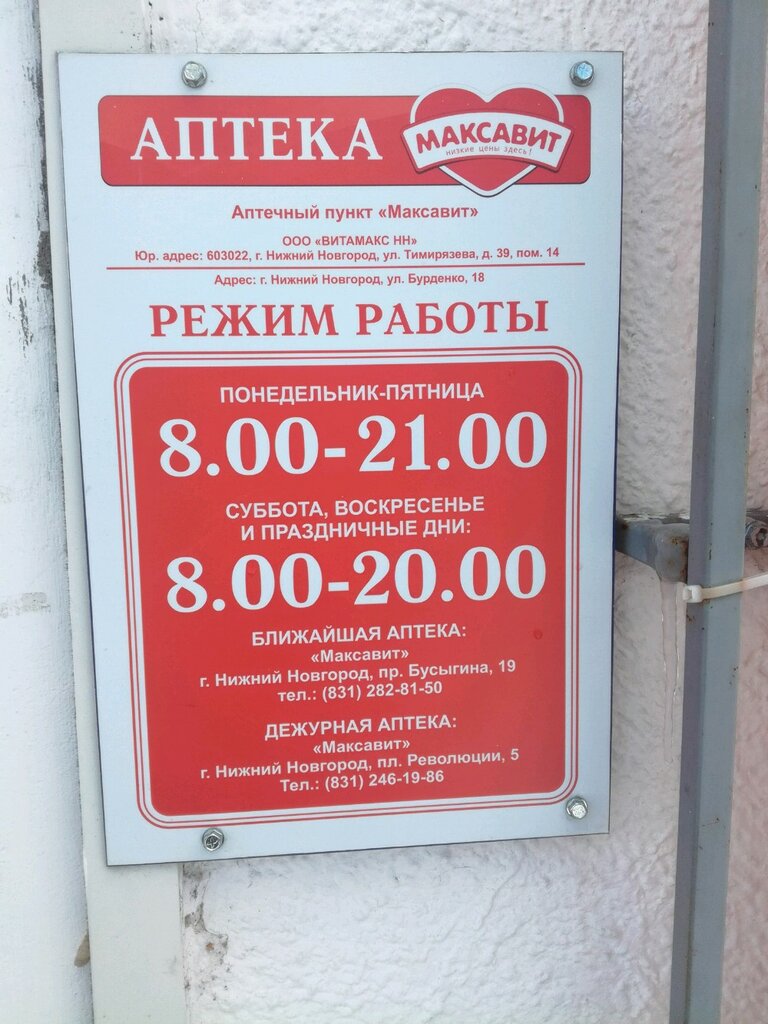 АПТЕКА
МАКСАВИТ
низкие цены здесь!
Аптечный пункт «Максавит»
ООО «ВИТАМАКС НН»
Юр. адрес: 603022, г. Нижний Новгород, ул. Тимирязева, д. 39, пом. 14
Адрес: г. Нижний Новгород, ул. Бурденко, 18
РЕЖИМ РАБОТЫ
ПОНЕДЕЛЬНИК-ПЯТНИЦА
8.00-21.00
СУББОТА, ВОСКРЕСЕНЬЕ
И ПРАЗДНИЧНЫЕ ДНИ:
8.00-20.00
БЛИЖАЙШАЯ АПТЕКА:
«Максавит»
г. Нижний Новгород, пр. Бусыгина, 19
тел.: (831) 282-81-50
ДЕЖУРНАЯ АПТЕКА:
«Максавит»
г. Нижний Новгород, пл. Революции, 5
Тел.: (831) 246-19-86